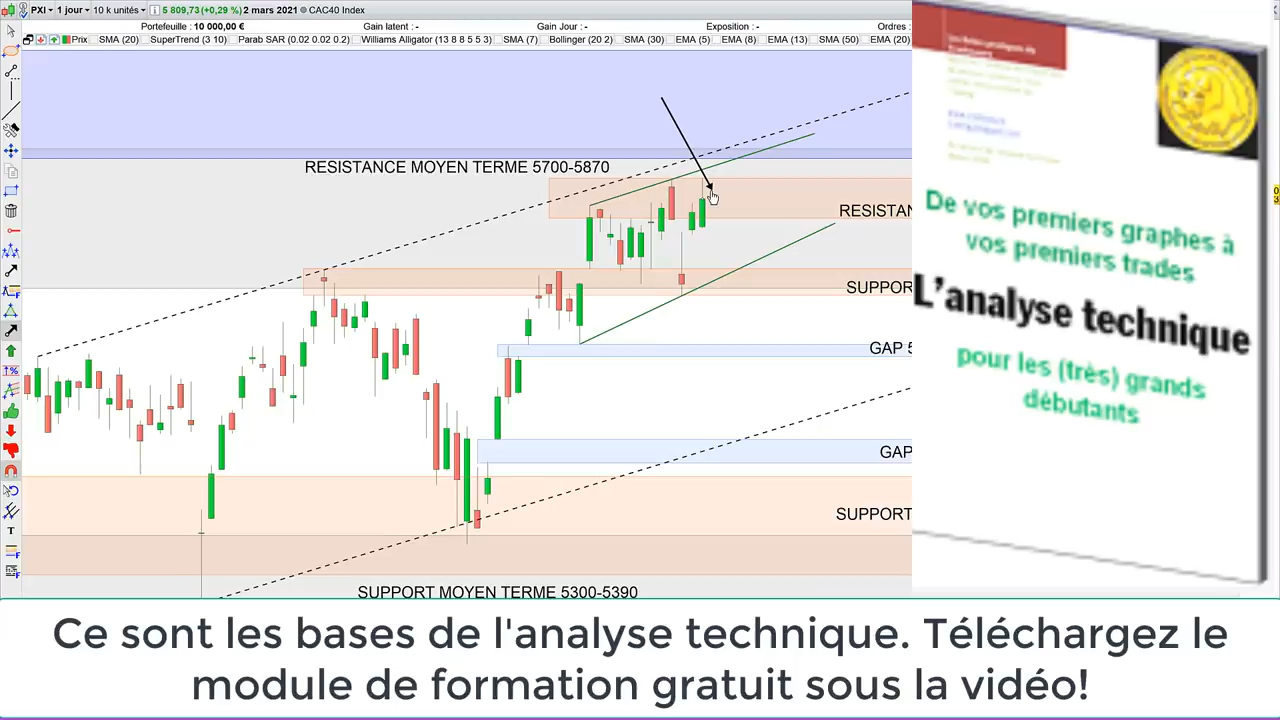 PXI 1 jour 10 k unités 5 809,73 (+0,29 %) 2 mars 2021 CAC40 Index
Portefeuille : 10 000,00 € Gain latent : - Gain Jour : - Exposition : - Ordres :
Prix SMA (20) SuperTrend (3 10) Parab SAR (0.02 0.02 0.2) Williams Alligator (13 8 8 5 5 3) SMA (7) Bollinger (20 2) SMA (30) EMA (5) EMA (8) EMA (13) SMA (50) EMA (20)
RESISTANCE MOYEN TERME 5700-5870
RESISTAN
SUPPOR
GAP 5
GAP
SUPPORT
SUPPORT MOYEN TERME 5300-5390
De vos premiers graphes à
vos premiers trades
L'analyse technique
pour les (très) grands
débutants
Ce sont les bases de l'analyse technique. Téléchargez le
module de formation gratuit sous la vidéo!